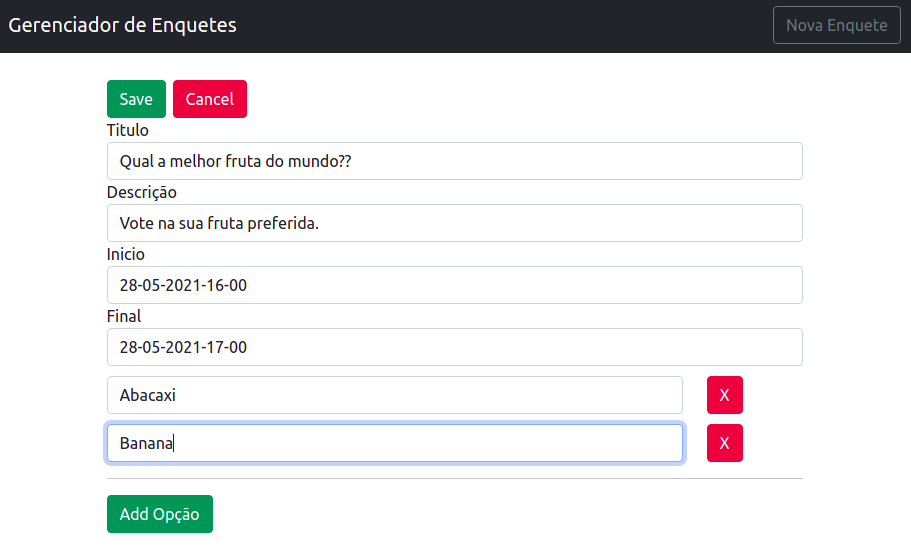 Gerenciador de Enquetes
Nova Enquete
Save
Cancel
Titulo
Qual a melhor fruta do mundo??
Descrição
Vote na sua fruta preferida.
Inicio
28-05-2021-16-00
Final
28-05-2021-17-00
Abacaxi
X
Banana
X
Add Opção